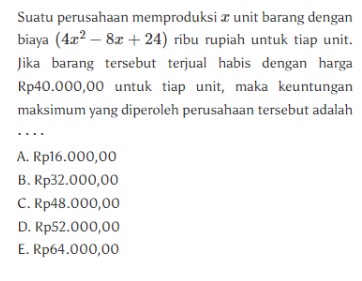 Suatu perusahaan memproduksi x unit barang dengan
biaya (4x² – 8x + 24) ribu rupiah untuk tiap unit.
Jika barang tersebut terjual habis dengan harga
Rp40.000,00 untuk tiap unit, maka keuntungan
maksimum yang diperoleh perusahaan tersebut adalah
. . . .
A. Rp16.000,00
B. Rp32.000,00
C. Rp48.000,00
D. Rp52.000,00
E. Rp64.000,00